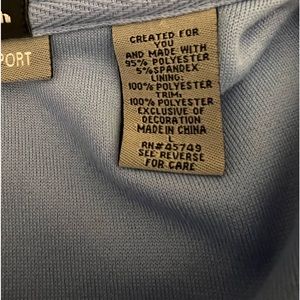 PORT
CREATED FOR
YOU
AND MADE WITH
95% POLYESTER
5%SPANDEX
LINING:
100% POLYESTER
TRIM:
100% POLYESTER
EXCLUSIVE OF
DECORATION
MADE IN CHINA
L
RN#45749
SEE REVERSE
FOR CARE